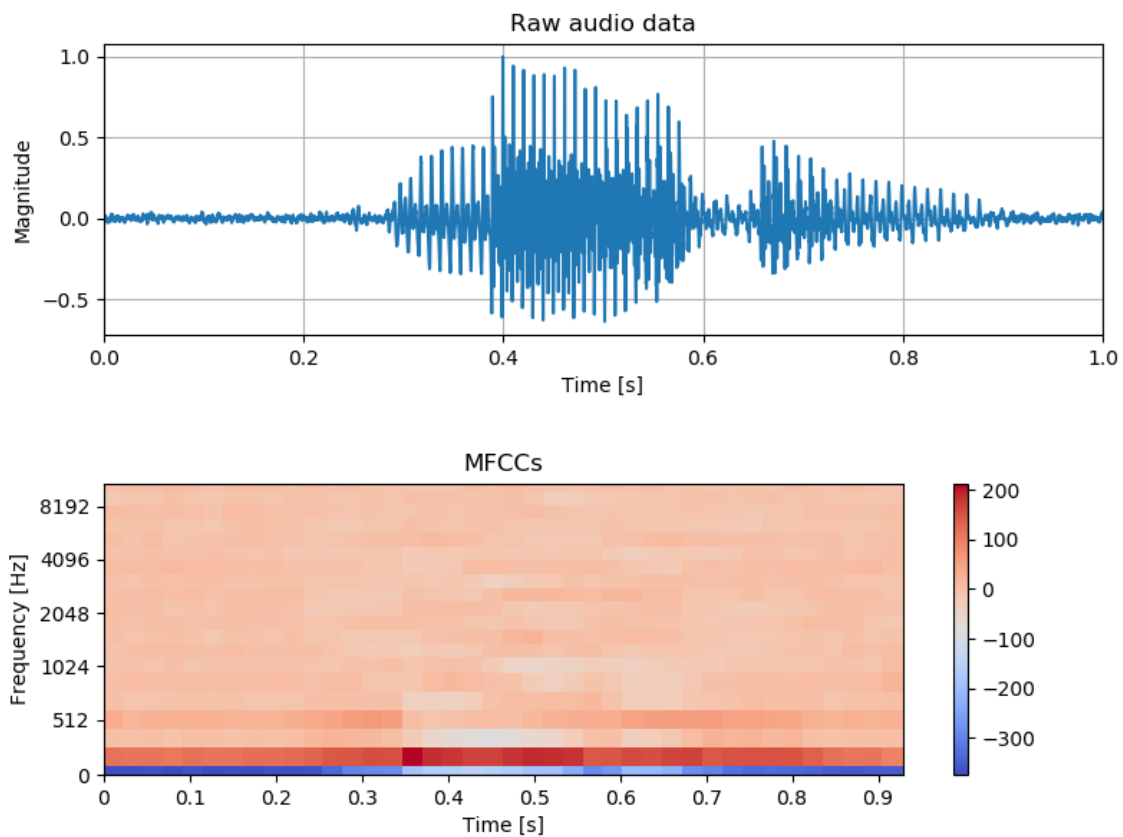 Raw audio data
1.0
0.5
0.0
−0.5
Magnitude
0.0 0.2 0.4 0.6 0.8 1.0
Time [s]
MFCCs
8192
4096
2048
1024
512
0
Frequency [Hz]
0 0.1 0.2 0.3 0.4 0.5 0.6 0.7 0.8 0.9
Time [s]
200
100
0
−100
−200
−300